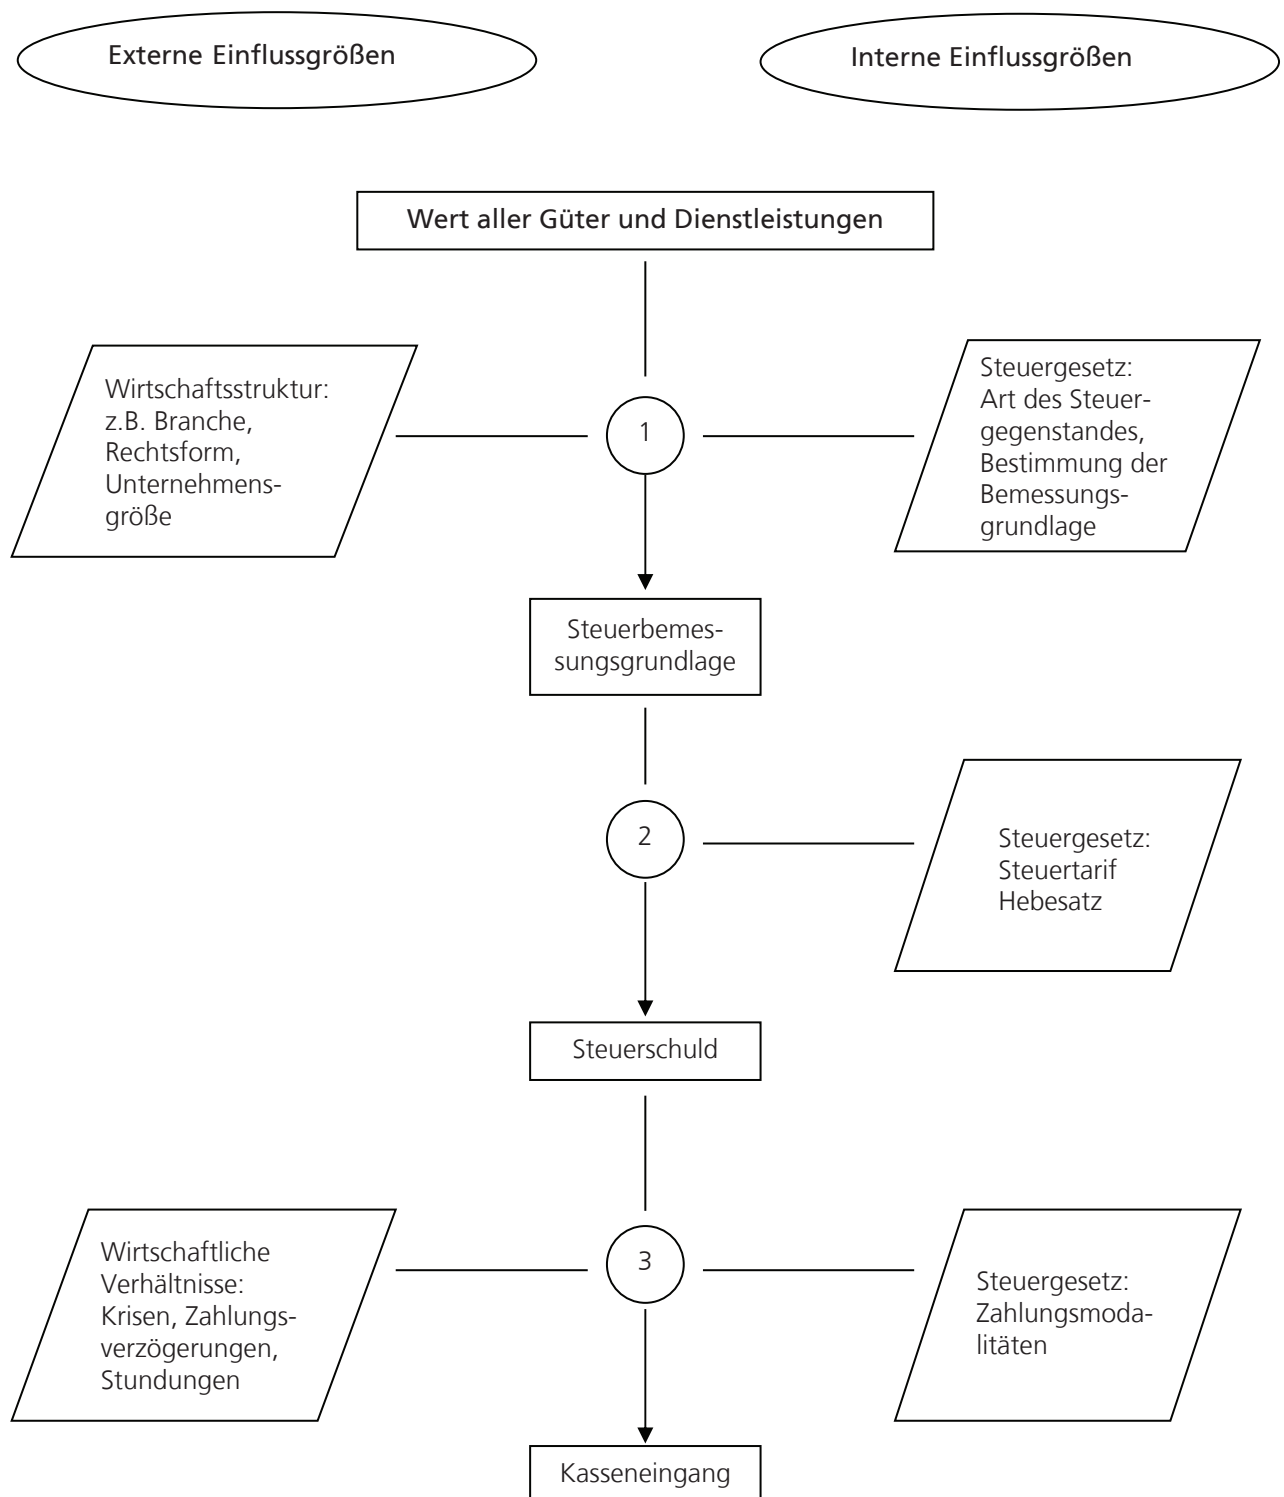 Externe Einflussgrößen
Interne Einflussgrößen
Wert aller Güter und Dienstleistungen
Wirtschaftsstruktur:
z.B. Branche,
Rechtsform,
Unternehmens-
größe
1
Steuergesetz:
Art des Steuer-
gegenstandes,
Bestimmung der
Bemessungs-
grundlage
Steuerbemes-
sungsgrundlage
2
Steuergesetz:
Steuertarif
Hebesatz
Steuerschuld
Wirtschaftliche
Verhältnisse:
Krisen, Zahlungs-
verzögerungen,
Stundungen
3
Steuergesetz:
Zahlungsmoda-
litäten
Kasseneingang